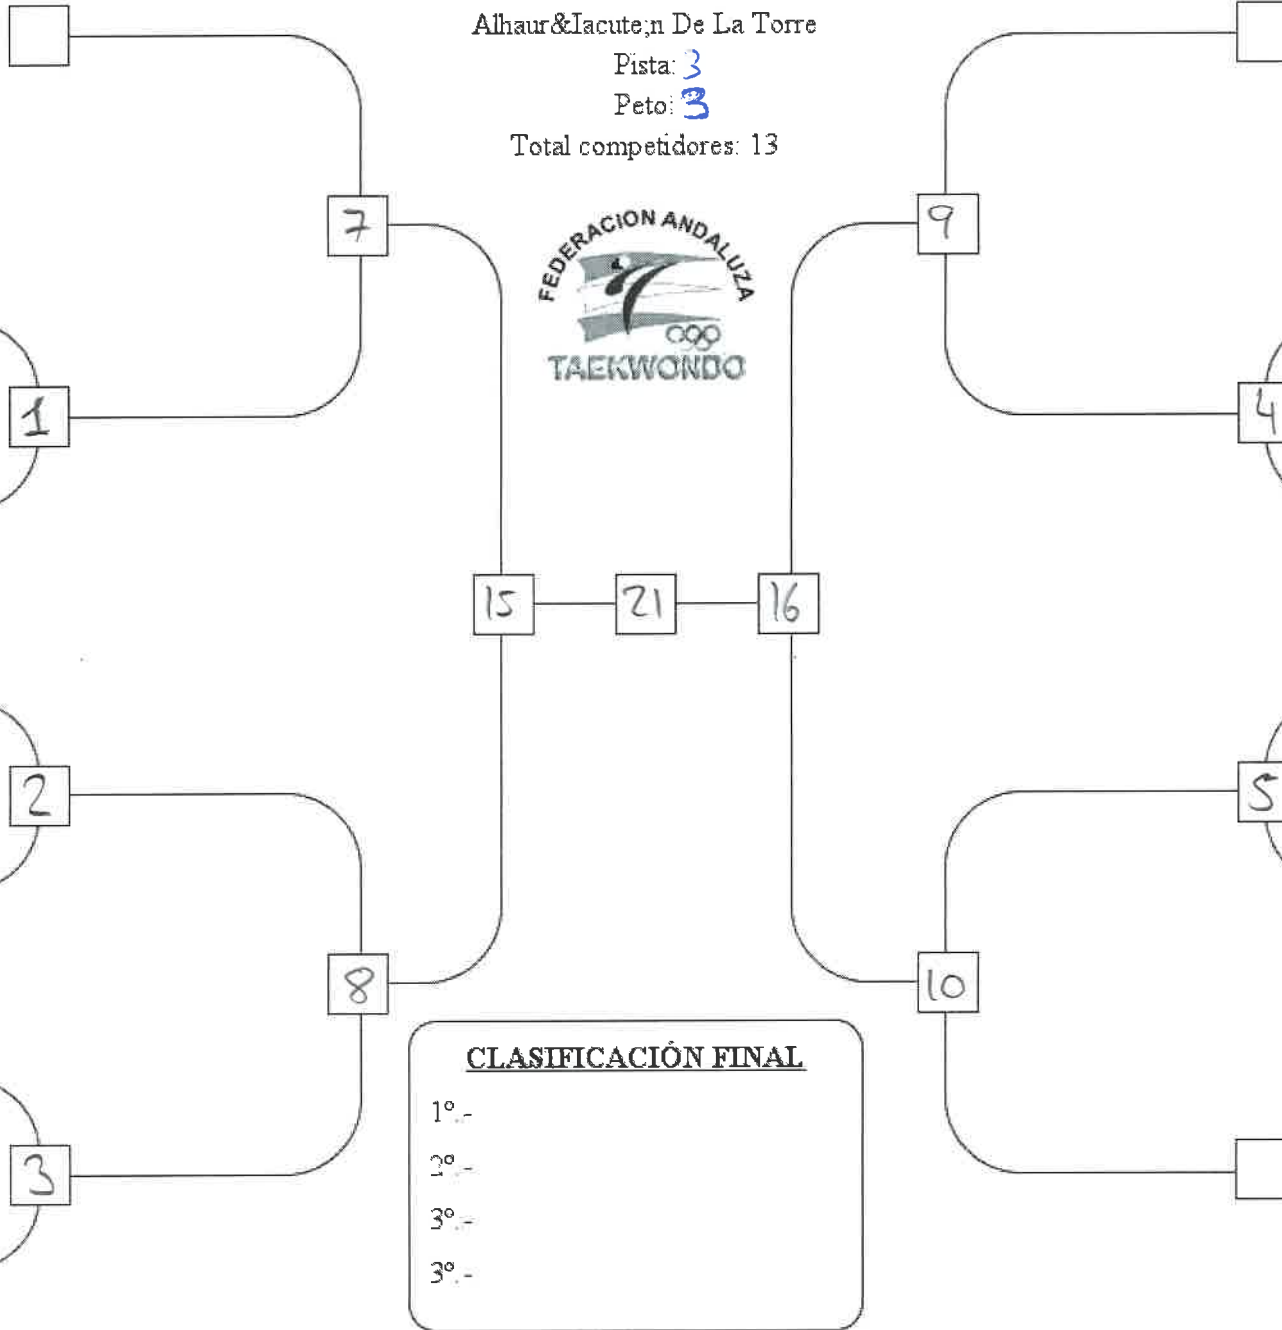 Alhaur&Iacute;n De La Torre
Pista: 3
Peto: 3
Total competidores: 13
FEDERACION ANDALUZA
TAEKWONDO
7
9
1
4
15
21
16
2
5
8
10
3
CLASIFICACIÓN FINAL
1º.-
2º.-
3º.-
3º.-